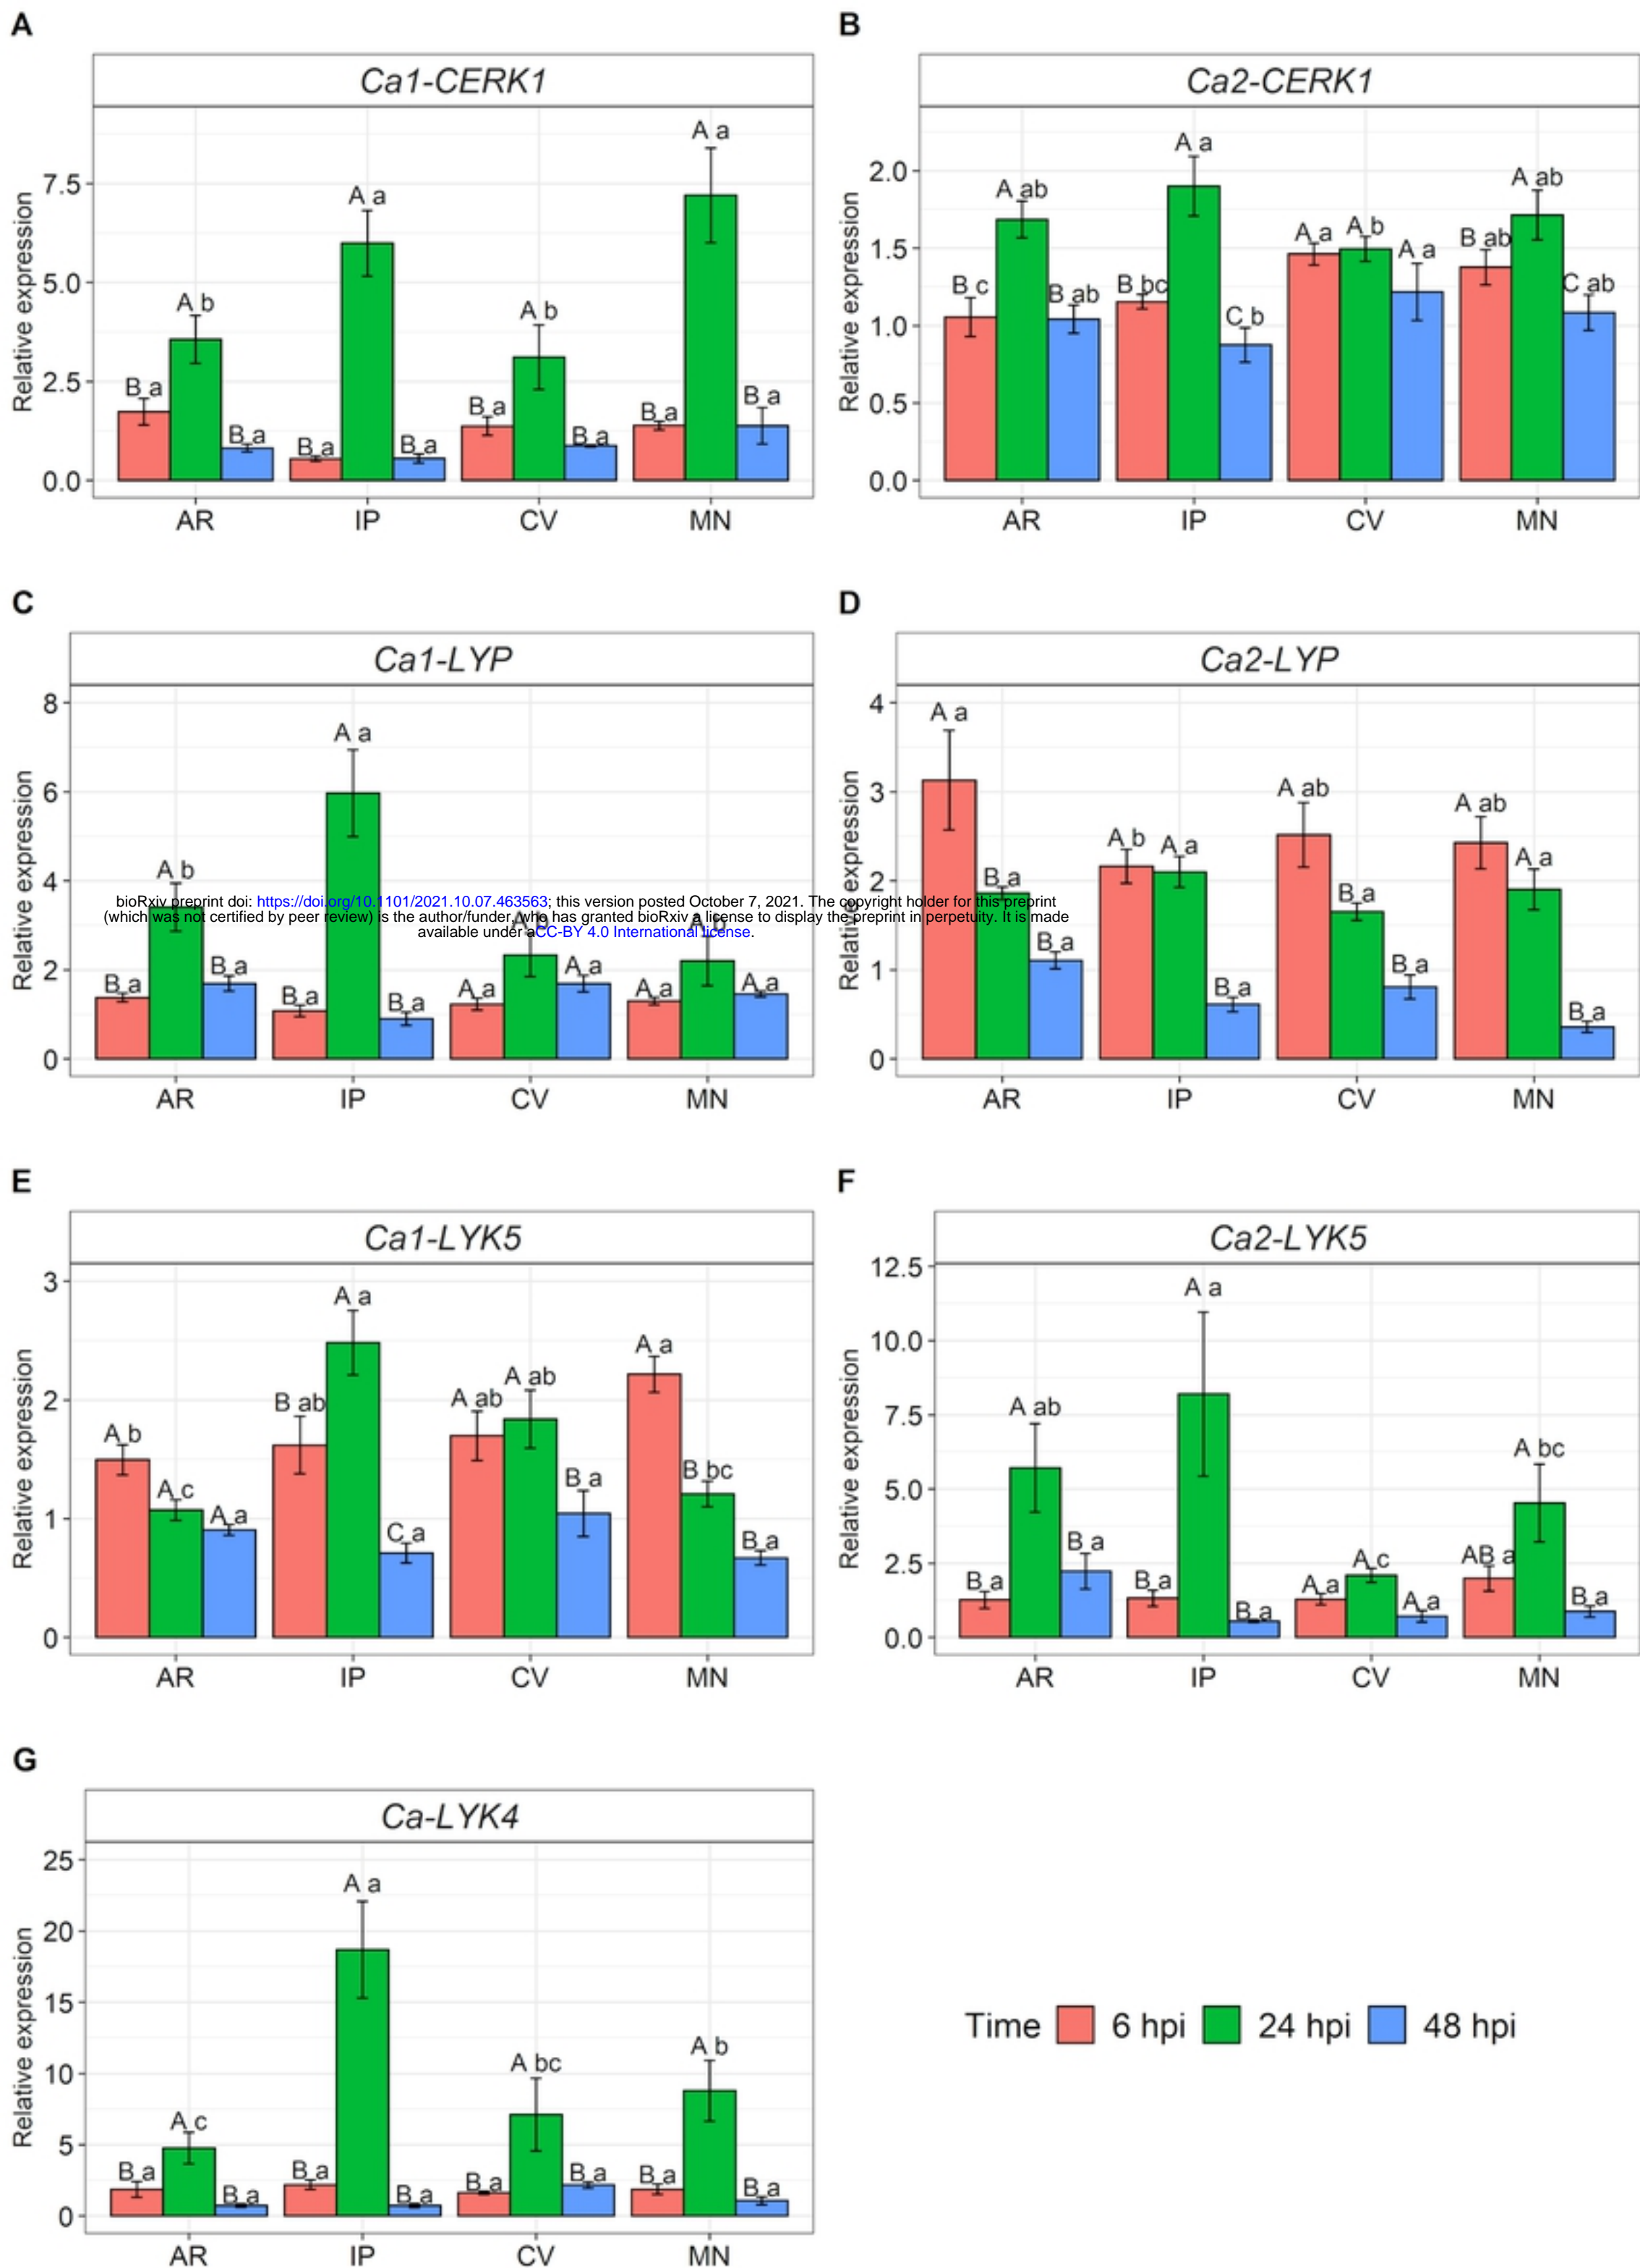 A
Ca1-CERK1
Relative expression
7.5
5.0
2.5
0.0
B a
A b
B a
B a
A a
B a
B a
A b
B a
B a
A a
B a
AR IP CV MN
B
Ca2-CERK1
Relative expression
2.0
1.5
1.0
0.5
0.0
B c
A ab
B ab
B bc
A a
C b
A a
A b
A a
B ab
A ab
C ab
AR IP CV MN
C
Ca1-LYP
Relative expression
8
6
4
2
0
B a
A b
B a
B a
A a
B a
A a
A b
A a
A a
A b
A a
AR IP CV MN
D
Ca2-LYP
Relative expression
4
3
2
1
0
A a
B a
B a
A b
A a
B a
A ab
B a
B a
A ab
A a
B a
AR IP CV MN
bioRxiv preprint doi: https://doi.org/10.1101/2021.10.07.463563; this version posted October 7, 2021. The copyright holder for this preprint
(which was not certified by peer review) is the author/funder, who has granted bioRxiv a license to display the preprint in perpetuity. It is made
available under aCC-BY 4.0 International license.
E
Ca1-LYK5
Relative expression
3
2
1
0
A b
A c
A a
B ab
A a
C a
A ab
A ab
B a
A a
B bc
B a
AR IP CV MN
F
Ca2-LYK5
Relative expression
12.5
10.0
7.5
5.0
2.5
0.0
B a
A ab
B a
B a
A a
B a
A a
A c
A a
AB a
A bc
B a
AR IP CV MN
G
Ca-LYK4
Relative expression
25
20
15
10
5
0
B a
A c
B a
B a
A a
B a
B a
A bc
B a
B a
A b
B a
AR IP CV MN
Time 6 hpi 24 hpi 48 hpi